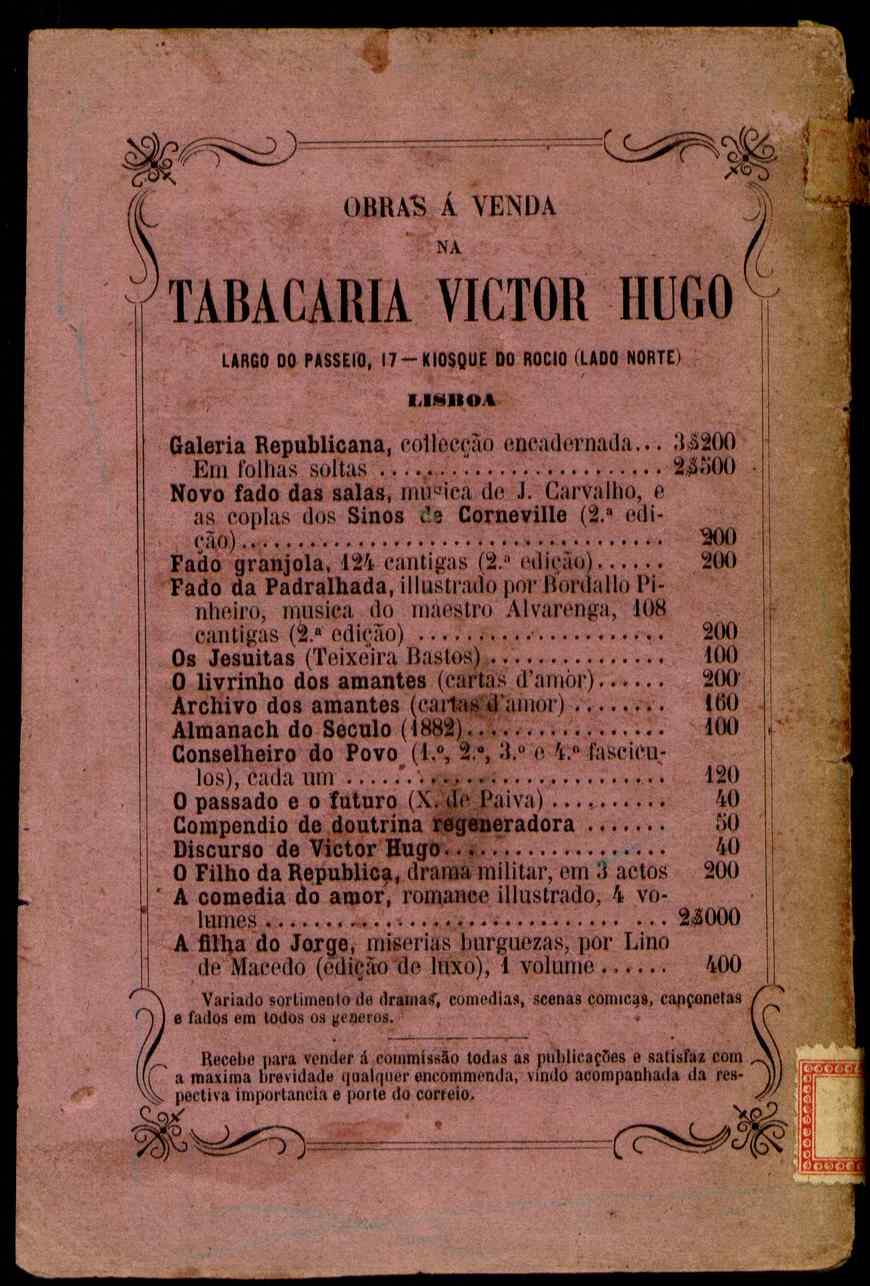 OBRAS Á VENDA
NA
TABACARIA VICTOR HUGO
LARGO DO PASSEIO, 17 — KIOSQUE DO ROCIO (LADO NORTE)
LISBOA
Galeria Republicana, collecção encadernada... 3$200
Em folhas soltas ........................ 2$500
Novo fado das salas, musica de J. Carvalho, e
as coplas dos Sinos de Corneville (2.ª edi-
ção)...................................... 200
Fado granjola, 124 cantigas (2.ª edição)...... 200
Fado da Padralhada, illustrado por Bordallo Pi-
nheiro, musica do maestro Alvarenga, 108
cantigas (2.ª edição) ..................... 200
Os Jesuitas (Teixeira Bastos) ............... 100
O livrinho dos amantes (cartas d'amôr)...... 200
Archivo dos amantes (cartas d'amor) ........ 160
Almanach do Seculo (1882).................. 100
Conselheiro do Povo (1.º, 2.º, 3.º e 4.º fascicu-
los), cada um ............................ 120
O passado e o futuro (X. de Paiva) .......... 40
Compendio de doutrina regeneradora ....... 50
Discurso de Victor Hugo.................... 40
O Filho da Republica, drama militar, em 3 actos 200
A comedia do amor, romance illustrado, 4 vo-
lumes .................................... 2$000
A filha do Jorge, miserias burguezas, por Lino
de Macedo (edição de luxo), 1 volume...... 400
Variado sortimento de dramas, comedias, scenas comicas, cançonetas
e fados em todos os generos.
Recebe para vender á commissão todas as publicações e satisfaz com
a maxima brevidade qualquer encommenda, vindo acompanhada da res-
pectiva importancia e porte do correio.